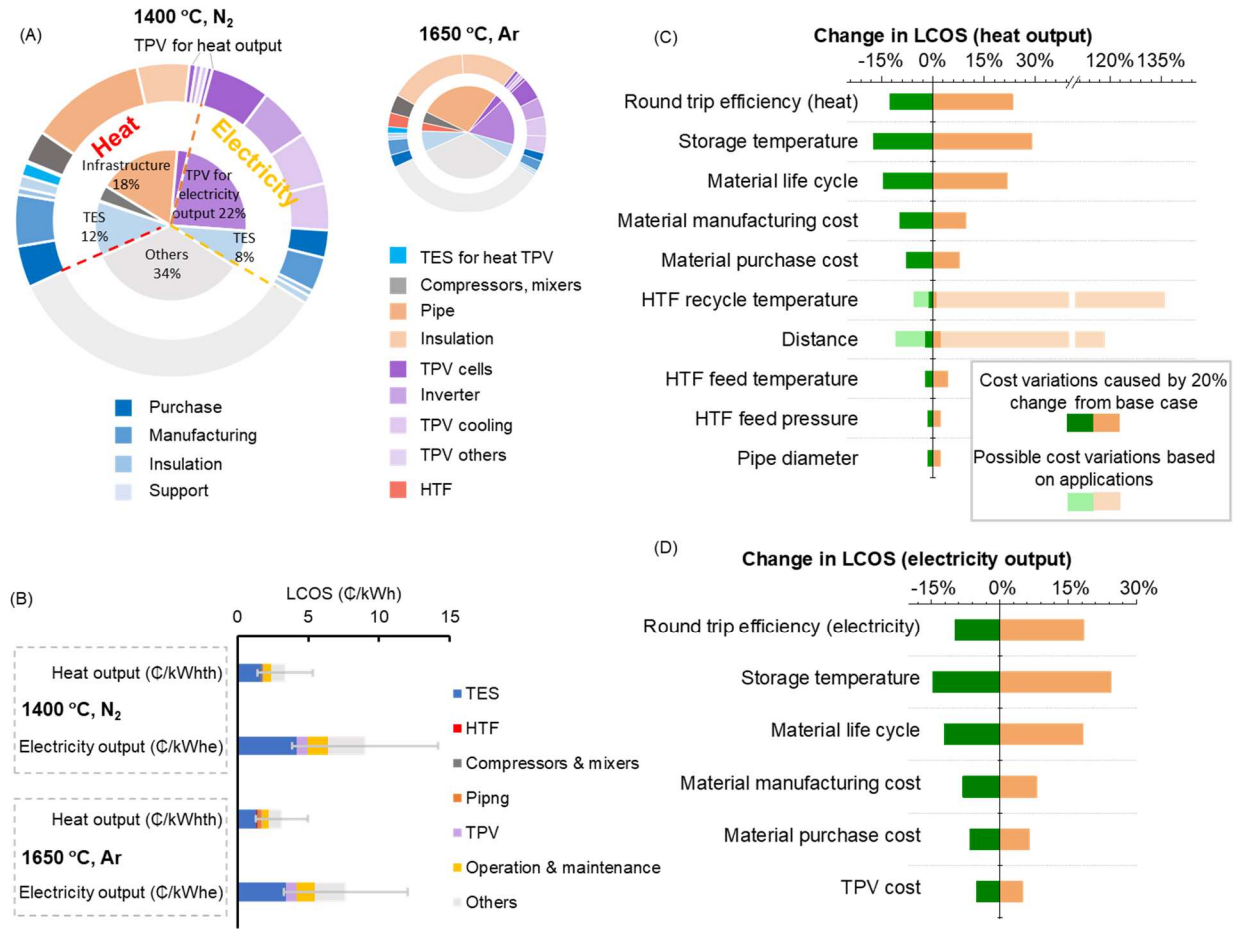 (A)
1400 °C, N₂
TPV for heat output
Heat
Electricity
Infrastructure
18%
TPV for
electricity
output 22%
TES
12%
TES
8%
Others
34%
1650 °C, Ar
Purchase
Manufacturing
Insulation
Support
TES for heat TPV
Compressors, mixers
Pipe
Insulation
TPV cells
Inverter
TPV cooling
TPV others
HTF
(B)
LCOS (₵/kWh)
0 5 10 15
Heat output (₵/kWhth)
1400 °C, N₂
Electricity output (₵/kWhe)
Heat output (₵/kWhth)
1650 °C, Ar
Electricity output (₵/kWhe)
TES
HTF
Compressors & mixers
Pipng
TPV
Operation & maintenance
Others
(C)
Change in LCOS (heat output)
-15% 0% 15% 30% 120% 135%
Round trip efficiency (heat)
Storage temperature
Material life cycle
Material manufacturing cost
Material purchase cost
HTF recycle temperature
Distance
HTF feed temperature
HTF feed pressure
Pipe diameter
Cost variations caused by 20%
change from base case
Possible cost variations based
on applications
(D)
Change in LCOS (electricity output)
-15% 0% 15% 30%
Round trip efficiency (electricity)
Storage temperature
Material life cycle
Material manufacturing cost
Material purchase cost
TPV cost